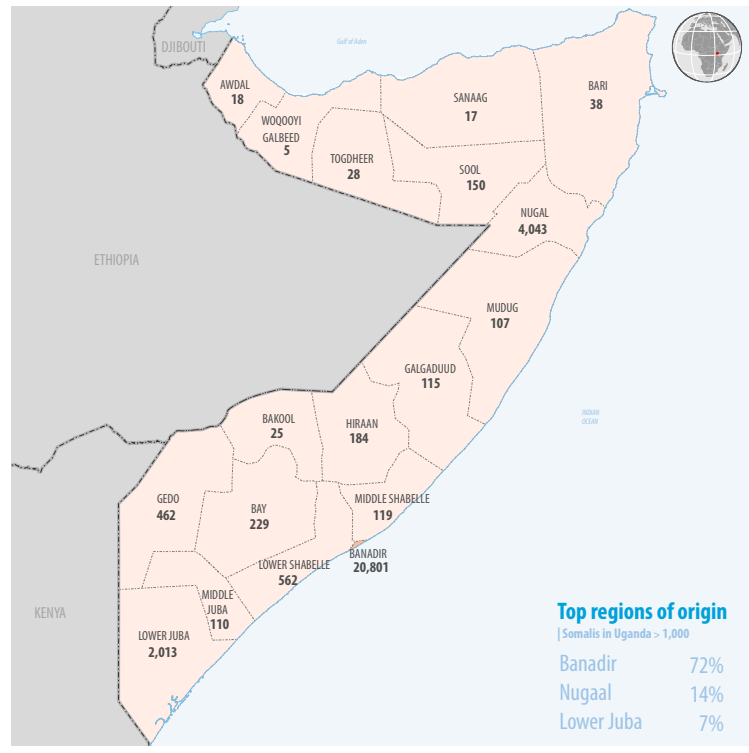 DJIBOUTI
Gulf of Aden
AWDAL
18
WOQOOYI
GALBEED
5
TOGDHEER
28
SANAAG
17
BARI
38
SOOL
150
NUGAL
4,043
ETHIOPIA
MUDUG
107
GALGADUUD
115
INDIAN
OCEAN
BAKOOL
25
HIRAAN
184
GEDO
462
BAY
229
MIDDLE SHABELLE
119
BANADIR
20,801
LOWER SHABELLE
562
MIDDLE
JUBA
110
KENYA
LOWER JUBA
2,013
Top regions of origin
| Somalis in Uganda > 1,000
Banadir 72%
Nugaal 14%
Lower Juba 7%